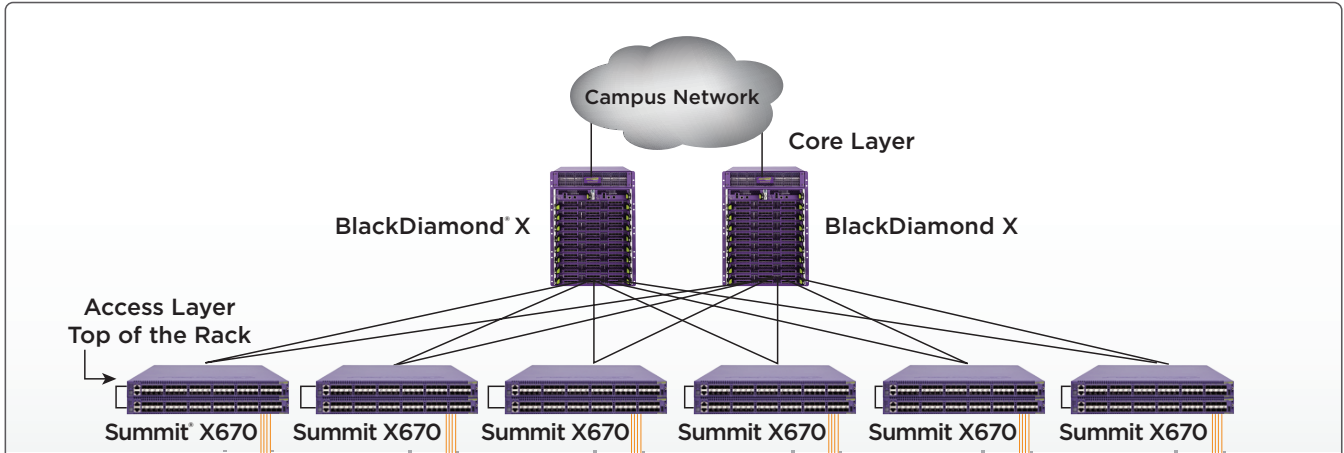 Campus Network
Core Layer
BlackDiamond® X
BlackDiamond X
Access Layer
Top of the Rack
Summit® X670
Summit X670
Summit X670
Summit X670
Summit X670
Summit X670